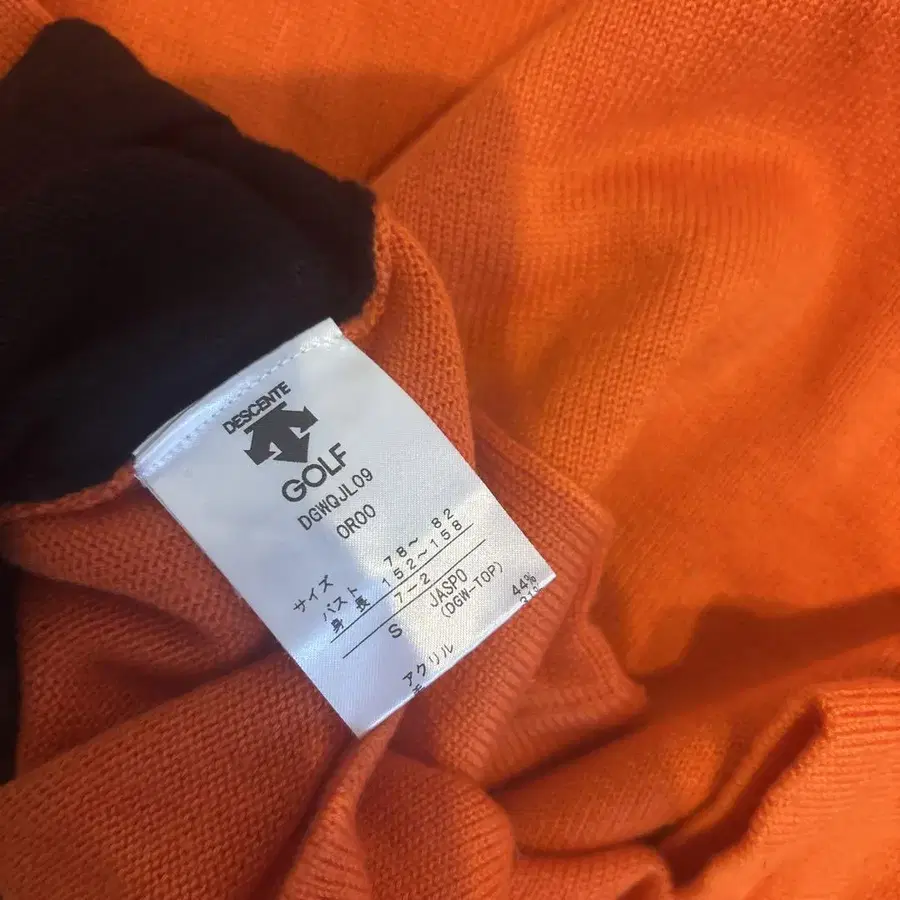 DESCENTE
GOLF
DGWQJL09
OR00
サイズ
バスト 78～ 82
身 長 152～158
7-2
S JASPO
(DGW-TOP)
アクリル 44%